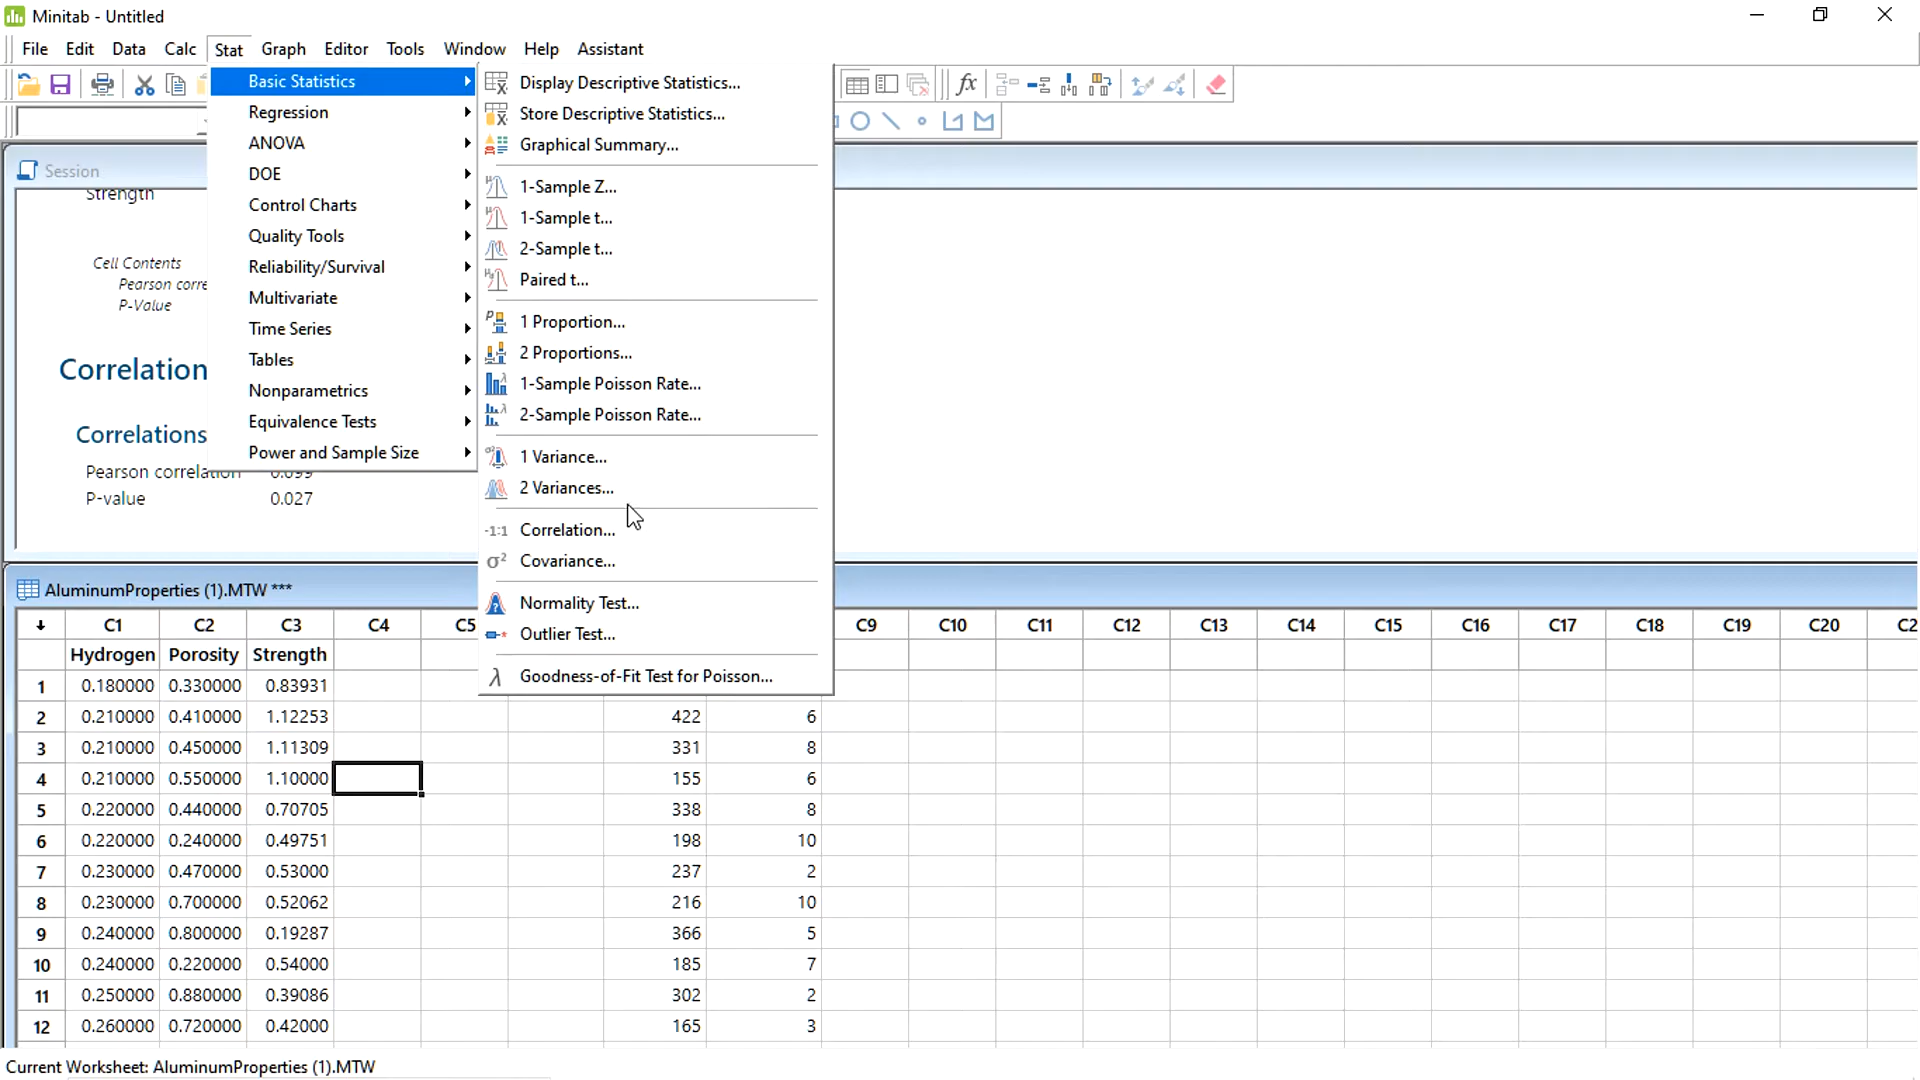 Minitab - Untitled
File Edit Data Calc Stat Graph Editor Tools Window Help Assistant
Basic Statistics
Regression
ANOVA
DOE
Control Charts
Quality Tools
Reliability/Survival
Multivariate
Time Series
Tables
Nonparametrics
Equivalence Tests
Power and Sample Size
Display Descriptive Statistics...
Store Descriptive Statistics...
Graphical Summary...
1-Sample Z...
1-Sample t...
2-Sample t...
Paired t...
1 Proportion...
2 Proportions...
1-Sample Poisson Rate...
2-Sample Poisson Rate...
1 Variance...
2 Variances...
-1:1 Correlation...
σ² Covariance...
Normality Test...
Outlier Test...
λ Goodness-of-Fit Test for Poisson...
fx
Session
Strength
Cell Contents
Pearson corre
P-Value
Correlation
Correlations
Pearson correlation 0.099
P-value 0.027
AluminumProperties (1).MTW ***
C1 C2 C3 C4 C5 C9 C10 C11 C12 C13 C14 C15 C16 C17 C18 C19 C20 C2
Hydrogen Porosity Strength
1 0.180000 0.330000 0.83931
2 0.210000 0.410000 1.12253 422 6
3 0.210000 0.450000 1.11309 331 8
4 0.210000 0.550000 1.10000 155 6
5 0.220000 0.440000 0.70705 338 8
6 0.220000 0.240000 0.49751 198 10
7 0.230000 0.470000 0.53000 237 2
8 0.230000 0.700000 0.52062 216 10
9 0.240000 0.800000 0.19287 366 5
10 0.240000 0.220000 0.54000 185 7
11 0.250000 0.880000 0.39086 302 2
12 0.260000 0.720000 0.42000 165 3
Current Worksheet: AluminumProperties (1).MTW